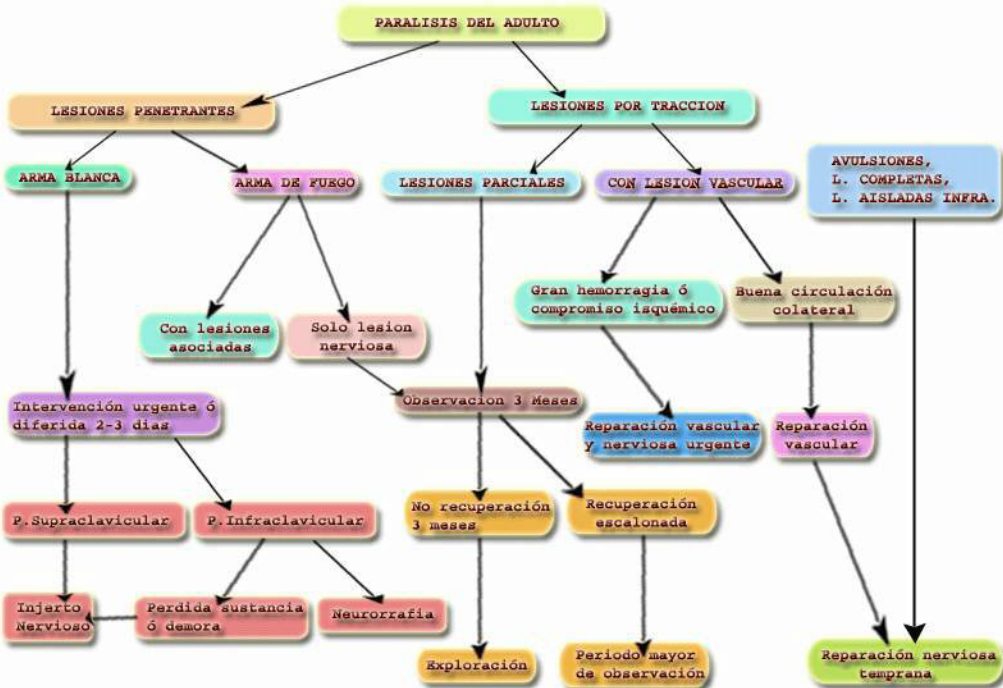 PARALISIS DEL ADULTO
LESIONES PENETRANTES
LESIONES POR TRACCION
ARMA BLANCA
ARMA DE FUEGO
LESIONES PARCIALES
CON LESION VASCULAR
AVULSIONES,
L. COMPLETAS,
L. AISLADAS INFRA.
Con lesiones
asociadas
Solo lesion
nerviosa
Gran hemorragia ó
compromiso isquémico
Buena circulación
colateral
Intervención urgente ó
diferida 2-3 dias
Observacion 3 Meses
Reparación vascular
y nerviosa urgente
Reparación
vascular
P.Supraclavicular
P.Infraclavicular
No recuperación
3 meses
Recuperación
escalonada
Injerto
Nervioso
Perdida sustancia
ó demora
Neurorrafia
Exploración
Periodo mayor
de observación
Reparación nerviosa
temprana